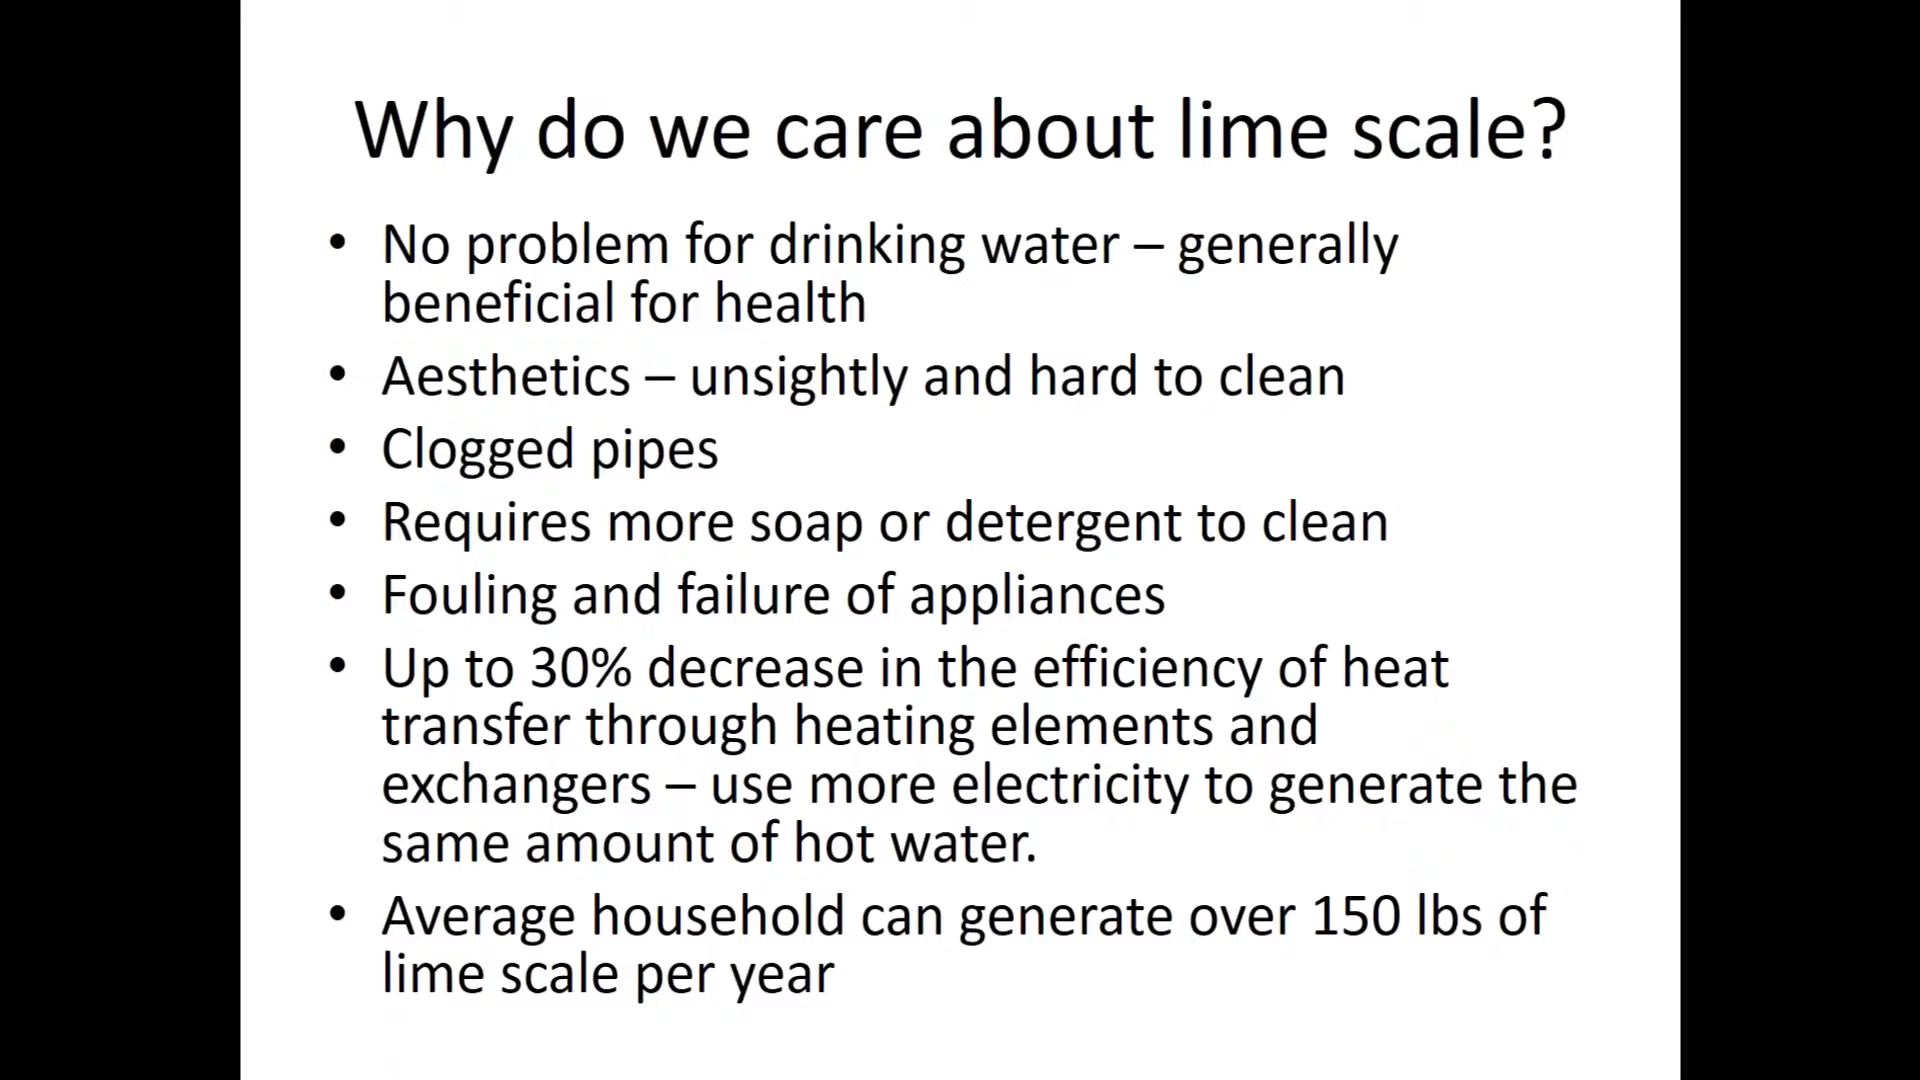 Why do we care about lime scale?
• No problem for drinking water – generally
beneficial for health
• Aesthetics – unsightly and hard to clean
• Clogged pipes
• Requires more soap or detergent to clean
• Fouling and failure of appliances
• Up to 30% decrease in the efficiency of heat
transfer through heating elements and
exchangers – use more electricity to generate the
same amount of hot water.
• Average household can generate over 150 lbs of
lime scale per year